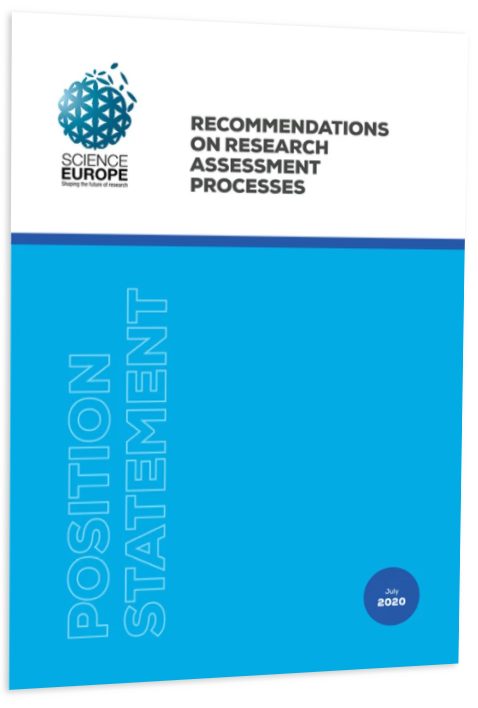 SCIENCE
EUROPE
Shaping the future of research
RECOMMENDATIONS
ON RESEARCH
ASSESSMENT
PROCESSES
POSITION
STATEMENT
July
2020